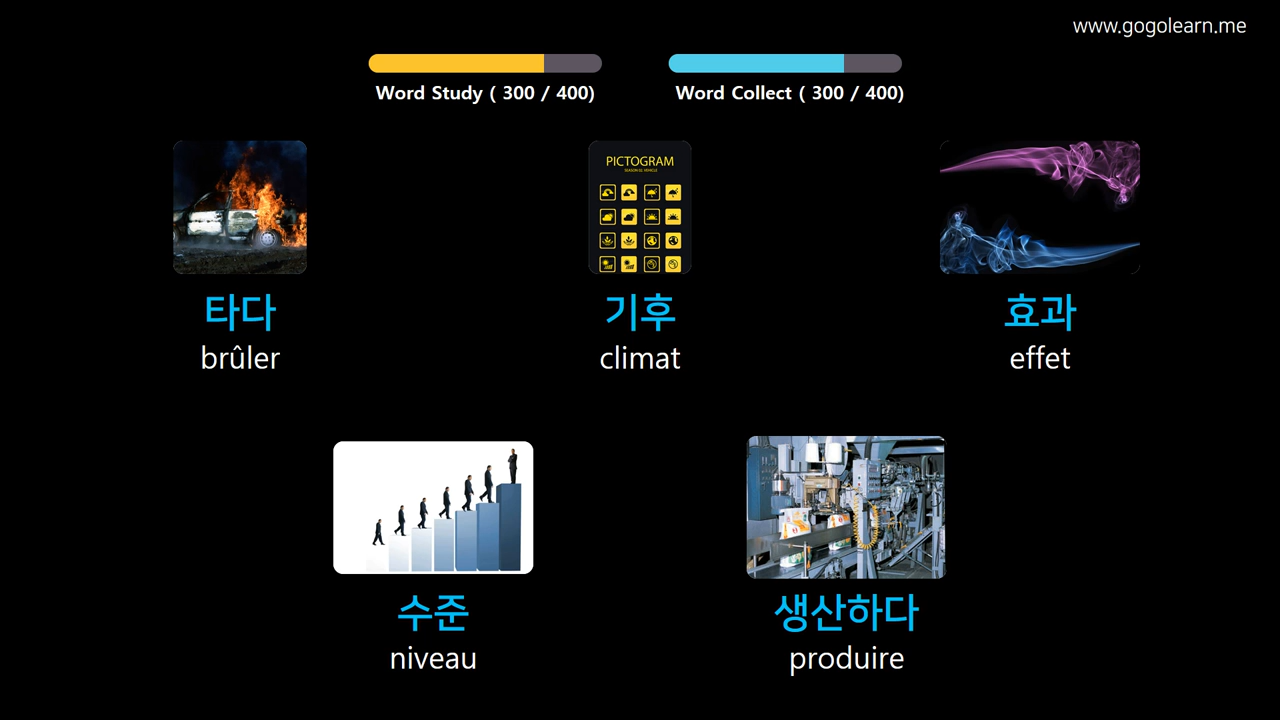 www.gogolearn.me
Word Study ( 300 / 400)
Word Collect ( 300 / 400)
PICTOGRAM
타다
brûler
기후
climat
효과
effet
수준
niveau
생산하다
produire